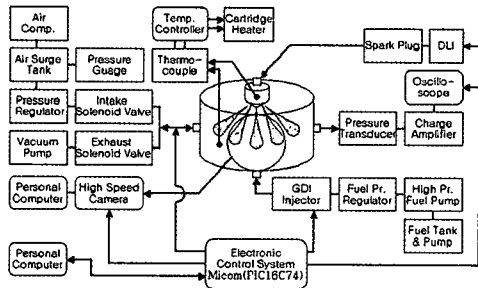 Air
Comp.
Temp.
Controller
Cartridge
Heater
Spark Plug
DLI
Air Surge
Tank
Pressure
Guage
Thermo-
couple
Oscillo-
scope
Pressure
Regulator
Intake
Solenoid Valve
Pressure
Transducer
Charge
Amplifier
Vacuum
Pump
Exhaust
Solenoid Valve
Personal
Computer
High Speed
Camera
GDI
Injector
Fuel Pr.
Regulator
High Pr.
Fuel Pump
Fuel Tank
& Pump
Personal
Computer
Electronic
Control System
Micom(PIC16C74)